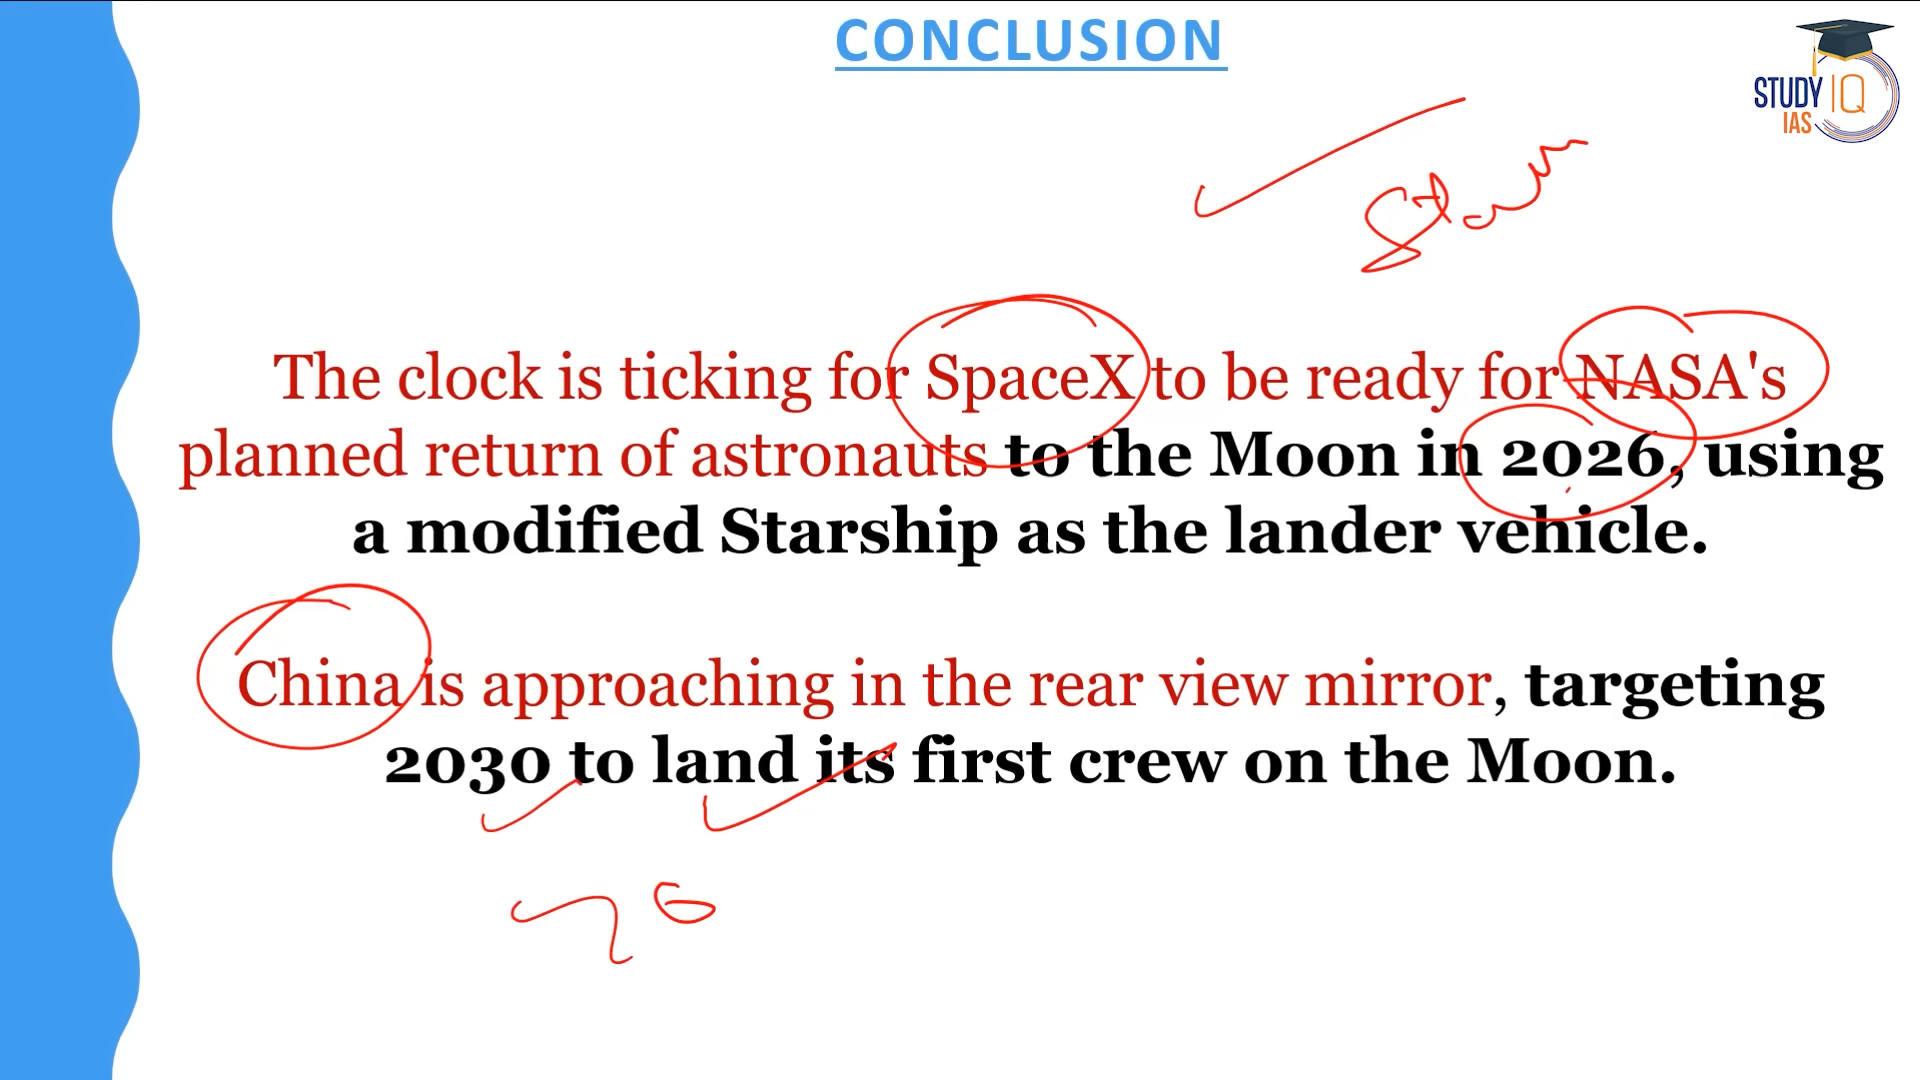 CONCLUSION
STUDY IQ
IAS
The clock is ticking for SpaceX to be ready for NASA's
planned return of astronauts to the Moon in 2026, using
a modified Starship as the lander vehicle.
China is approaching in the rear view mirror, targeting
2030 to land its first crew on the Moon.